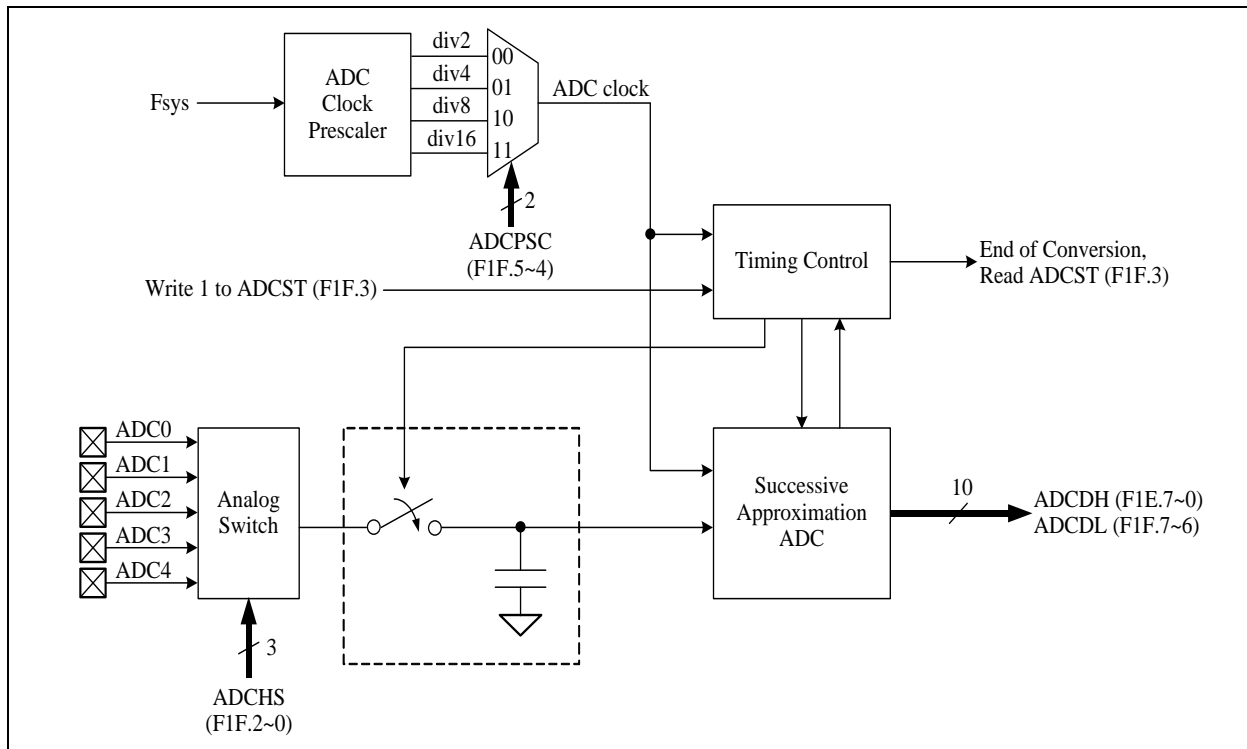 Fsys
ADC
Clock
Prescaler
div2
div4
div8
div16
00
01
10
11
ADC clock
2
ADCPSC
(F1F.5~4)
Write 1 to ADCST (F1F.3)
Timing Control
End of Conversion,
Read ADCST (F1F.3)
ADC0
ADC1
ADC2
ADC3
ADC4
Analog
Switch
3
ADCHS
(F1F.2~0)
Successive
Approximation
ADC
10
ADCDH (F1E.7~0)
ADCDL (F1F.7~6)